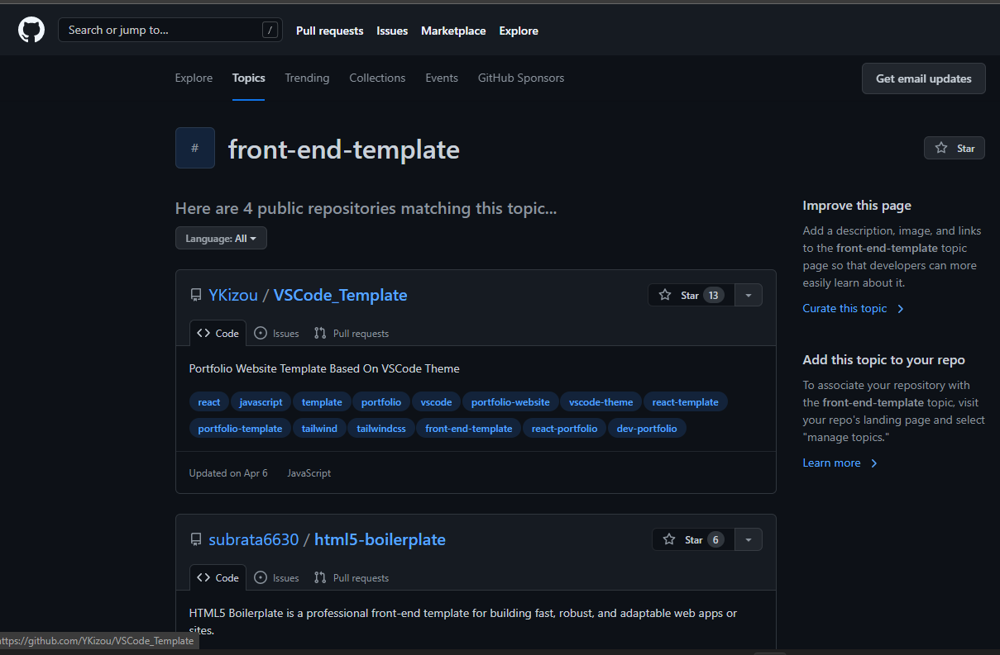 Search or jump to... /
Pull requests Issues Marketplace Explore
Explore Topics Trending Collections Events GitHub Sponsors
Get email updates
# front-end-template
Star
Here are 4 public repositories matching this topic...
Language: All
YKizou / VSCode_Template
Star 13
Code Issues Pull requests
Portfolio Website Template Based On VSCode Theme
react javascript template portfolio vscode portfolio-website vscode-theme react-template
portfolio-template tailwind tailwindcss front-end-template react-portfolio dev-portfolio
Updated on Apr 6 JavaScript
subrata6630 / html5-boilerplate
Star 6
Code Issues Pull requests
HTML5 Boilerplate is a professional front-end template for building fast, robust, and adaptable web apps or
sites.
Improve this page
Add a description, image, and links
to the front-end-template topic
page so that developers can more
easily learn about it.
Curate this topic
Add this topic to your repo
To associate your repository with
the front-end-template topic, visit
your repo's landing page and select
"manage topics."
Learn more
https://github.com/YKizou/VSCode_Template